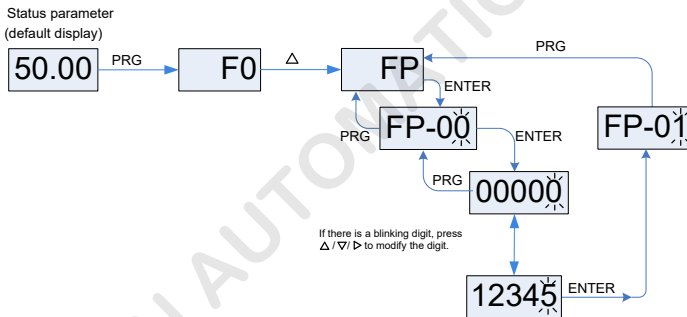 Status parameter
(default display)
50.00
PRG
F0
△
FP
PRG
ENTER
PRG
FP-00
ENTER
FP-01
PRG
00000
If there is a blinking digit, press
△ / ▽/ ▷ to modify the digit.
12345
ENTER